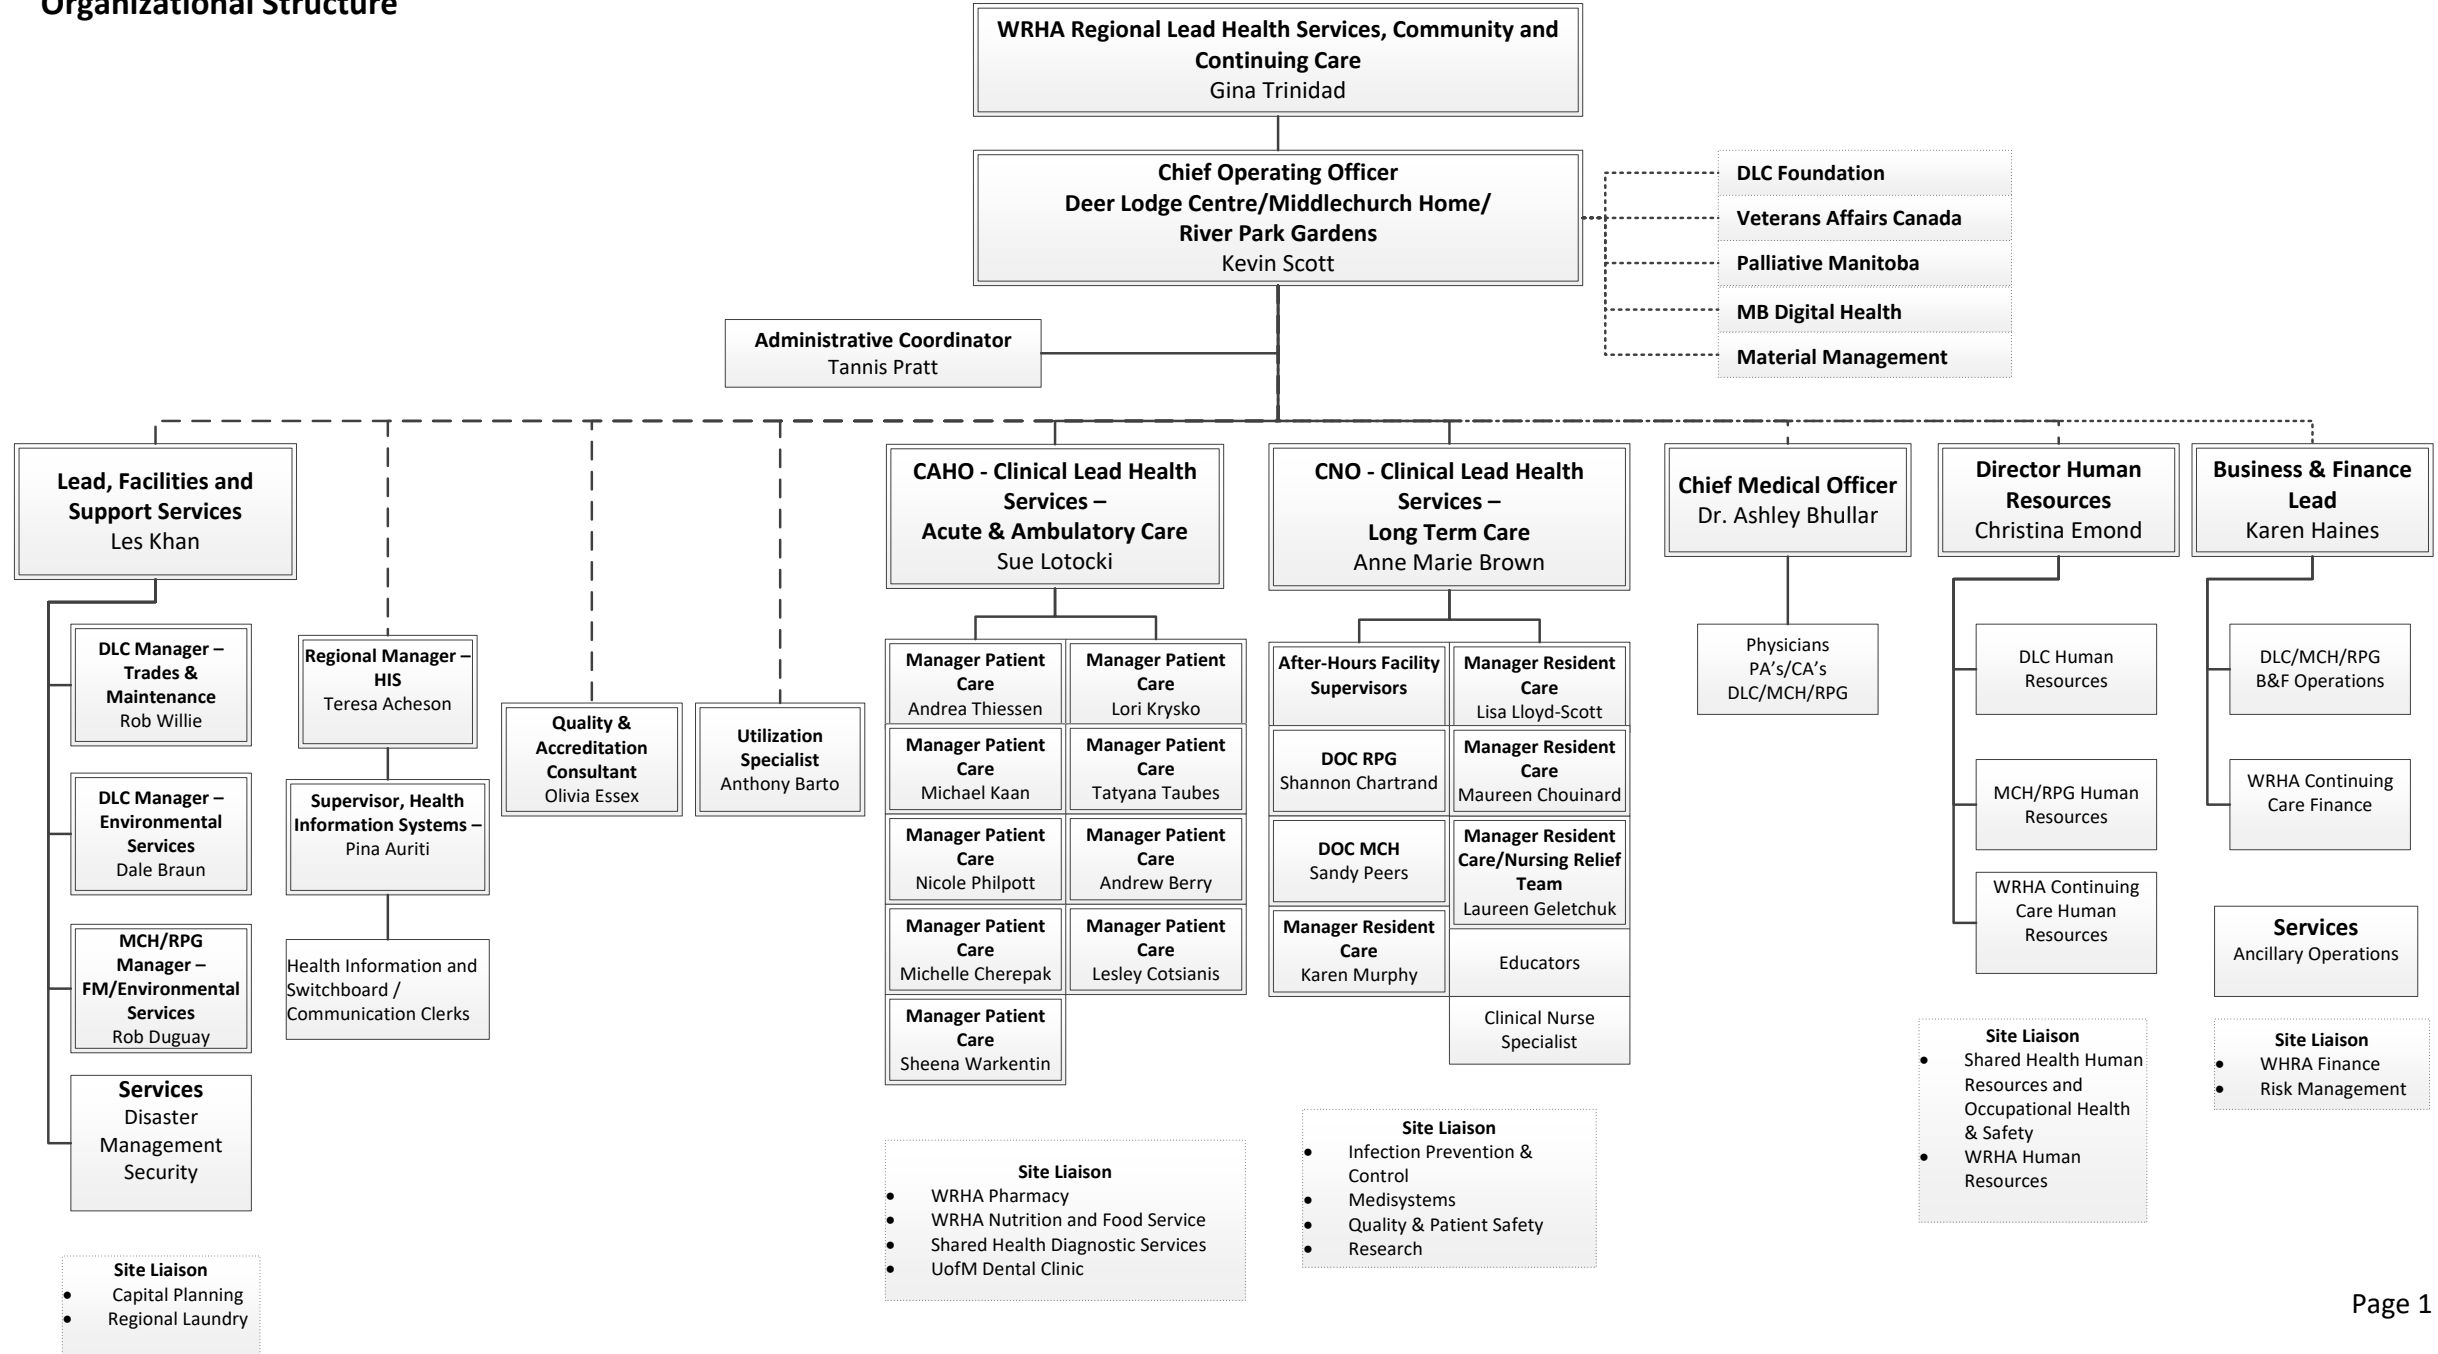 Organizational Structure
WRHA Regional Lead Health Services, Community and
Continuing Care
Gina Trinidad
Chief Operating Officer
Deer Lodge Centre/Middlechurch Home/
River Park Gardens
Kevin Scott
DLC Foundation
Veterans Affairs Canada
Palliative Manitoba
MB Digital Health
Material Management
Administrative Coordinator
Tannis Pratt
Lead, Facilities and
Support Services
Les Khan
DLC Manager –
Trades &
Maintenance
Rob Willie
DLC Manager –
Environmental
Services
Dale Braun
MCH/RPG
Manager –
FM/Environmental
Services
Rob Duguay
Services
Disaster
Management
Security
Site Liaison
• Capital Planning
• Regional Laundry
Regional Manager –
HIS
Teresa Acheson
Supervisor, Health
Information Systems –
Pina Auriti
Health Information and
Switchboard /
Communication Clerks
Quality &
Accreditation
Consultant
Olivia Essex
Utilization
Specialist
Anthony Barto
CAHO - Clinical Lead Health
Services –
Acute & Ambulatory Care
Sue Lotocki
Manager Patient
Care
Andrea Thiessen
Manager Patient
Care
Lori Krysko
Manager Patient
Care
Michael Kaan
Manager Patient
Care
Tatyana Taubes
Manager Patient
Care
Nicole Philpott
Manager Patient
Care
Andrew Berry
Manager Patient
Care
Michelle Cherepak
Manager Patient
Care
Lesley Cotsianis
Manager Patient
Care
Sheena Warkentin
Site Liaison
• WRHA Pharmacy
• WRHA Nutrition and Food Service
• Shared Health Diagnostic Services
• UofM Dental Clinic
CNO - Clinical Lead Health
Services –
Long Term Care
Anne Marie Brown
After-Hours Facility
Supervisors
Manager Resident
Care
Lisa Lloyd-Scott
DOC RPG
Shannon Chartrand
Manager Resident
Care
Maureen Chouinard
DOC MCH
Sandy Peers
Manager Resident
Care/Nursing Relief
Team
Laureen Geletchuk
Manager Resident
Care
Karen Murphy
Educators
Clinical Nurse
Specialist
Site Liaison
• Infection Prevention &
Control
• Medisystems
• Quality & Patient Safety
• Research
Chief Medical Officer
Dr. Ashley Bhullar
Physicians
PA's/CA's
DLC/MCH/RPG
Director Human
Resources
Christina Emond
DLC Human
Resources
MCH/RPG Human
Resources
WRHA Continuing
Care Human
Resources
Site Liaison
• Shared Health Human
Resources and
Occupational Health
& Safety
• WRHA Human
Resources
Business & Finance
Lead
Karen Haines
DLC/MCH/RPG
B&F Operations
WRHA Continuing
Care Finance
Services
Ancillary Operations
Site Liaison
• WHRA Finance
• Risk Management
Page 1